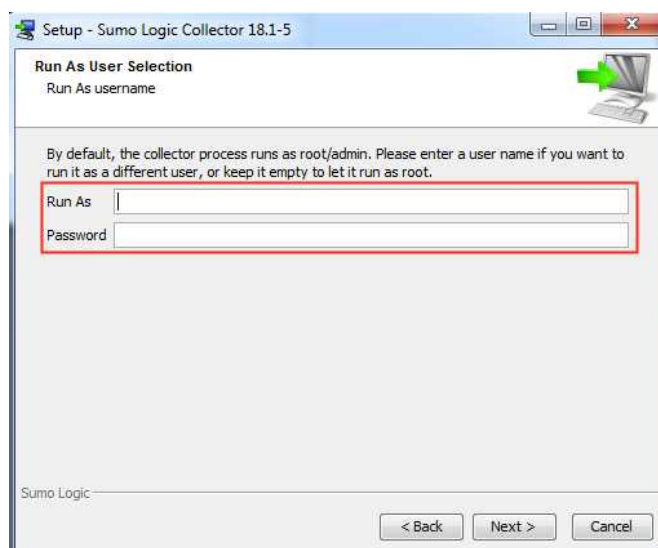 Setup - Sumo Logic Collector 18.1-5
Run As User Selection
Run As username
By default, the collector process runs as root/admin. Please enter a user name if you want to
run it as a different user, or keep it empty to let it run as root.
Run As
Password
Sumo Logic
< Back
Next >
Cancel